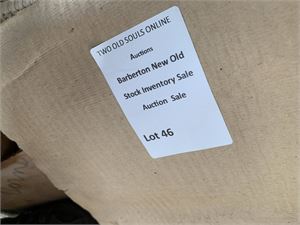 TWO OLD SOULS ONLINE
Auctions
Barberton New Old
Stock Inventory Sale
Auction Sale
Lot 46